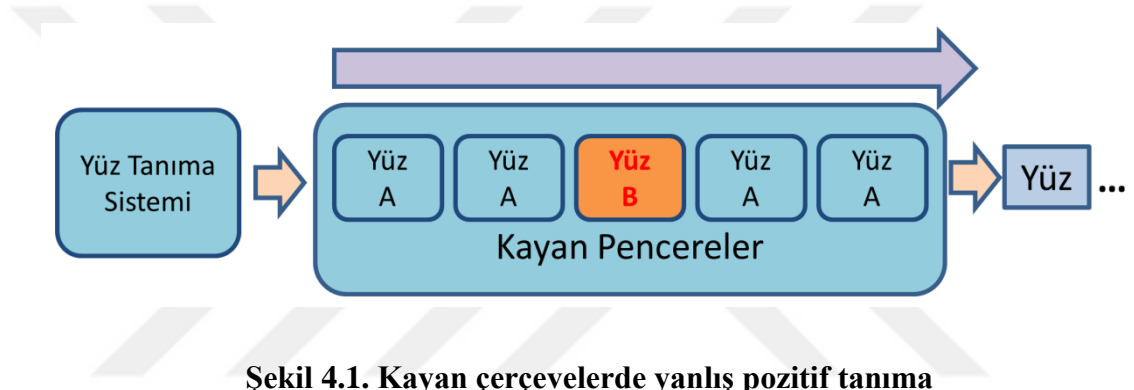 Yüz Tanıma
Sistemi
Yüz
A
Yüz
A
Yüz
B
Yüz
A
Yüz
A
Kayan Pencereler
Yüz ...
Şekil 4.1. Kayan çerçevelerde yanlış pozitif tanıma